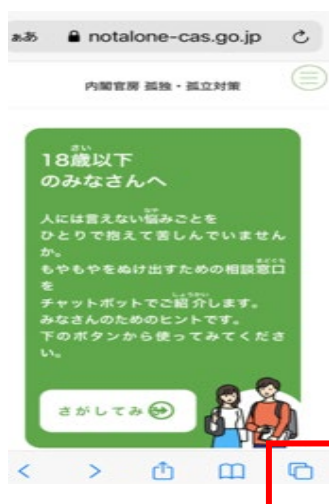 ああ notalone-cas.go.jp
内閣官房 孤独・孤立対策
さい
18歳以下
のみなさんへ
なや
人には言えない悩みごとを
ひとりで抱えて苦しんでいません
か。
まどぐち
もやもやをぬけ出すための相談窓口
を
しょうかい
チャットボットでご紹介します。
みなさんのためのヒントです。
下のボタンから使ってみてくださ
い。
さがしてみ